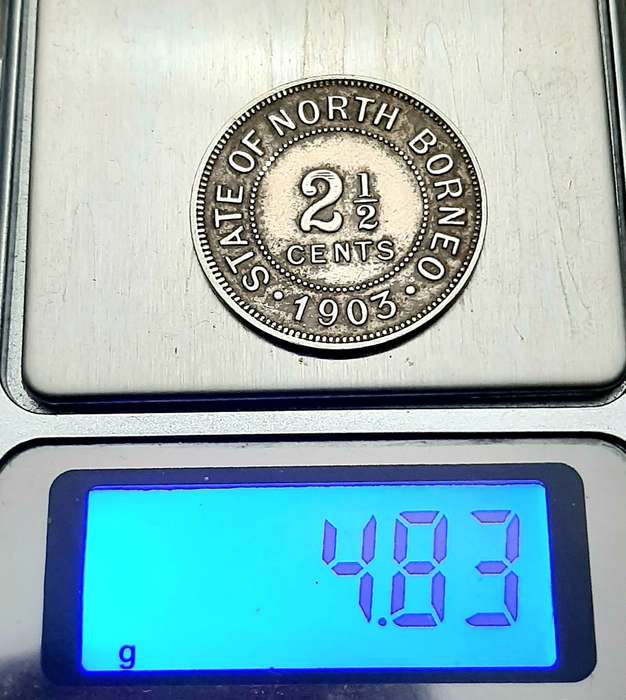 STATE OF NORTH BORNEO
2½
CENTS
• 1903 •
4.83
g